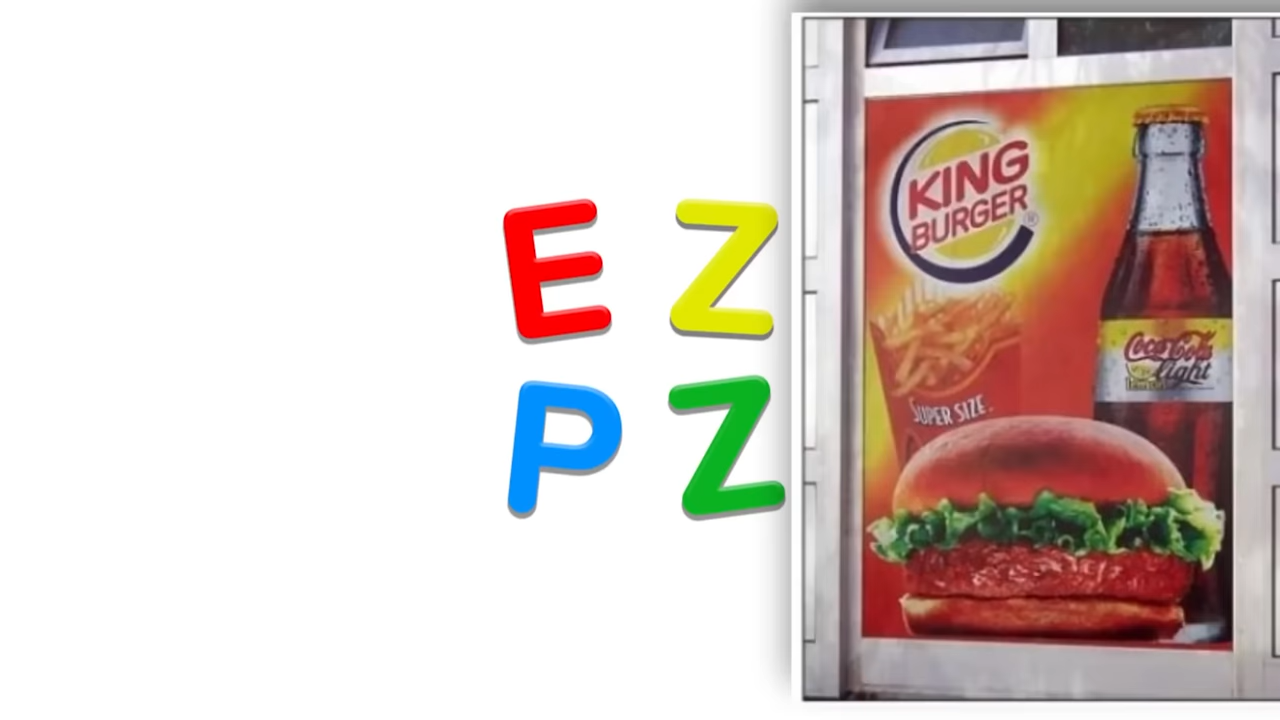 E Z
P Z
KING
BURGER
®
SUPER SIZE.
Coca-Cola
light